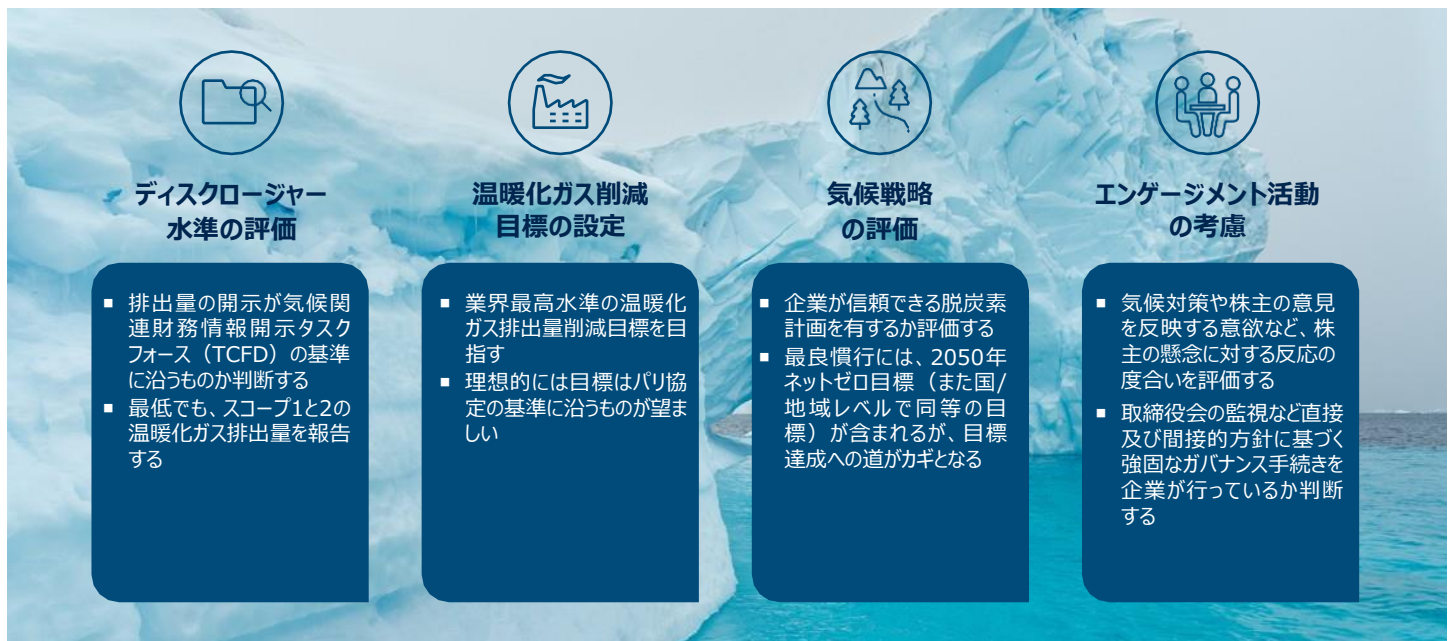 ディスクロージャー
水準の評価
■ 排出量の開示が気候関
連財務情報開示タスク
フォース（TCFD）の基準
に沿うものか判断する
■ 最低でも、スコープ1と2の
温暖化ガス排出量を報告
する
温暖化ガス削減
目標の設定
■ 業界最高水準の温暖化
ガス排出量削減目標を目
指す
■ 理想的には目標はパリ協
定の基準に沿うものが望ま
しい
気候戦略
の評価
■ 企業が信頼できる脱炭素
計画を有するか評価する
■ 最良慣行には、2050年
ネットゼロ目標（また国/
地域レベルで同等の目
標）が含まれるが、目標
達成への道がカギとなる
エンゲージメント活動
の考慮
■ 気候対策や株主の意見
を反映する意欲など、株
主の懸念に対する反応の
度合いを評価する
■ 取締役会の監視など直接
及び間接的方針に基づく
強固なガバナンス手続きを
企業が行っているか判断
する